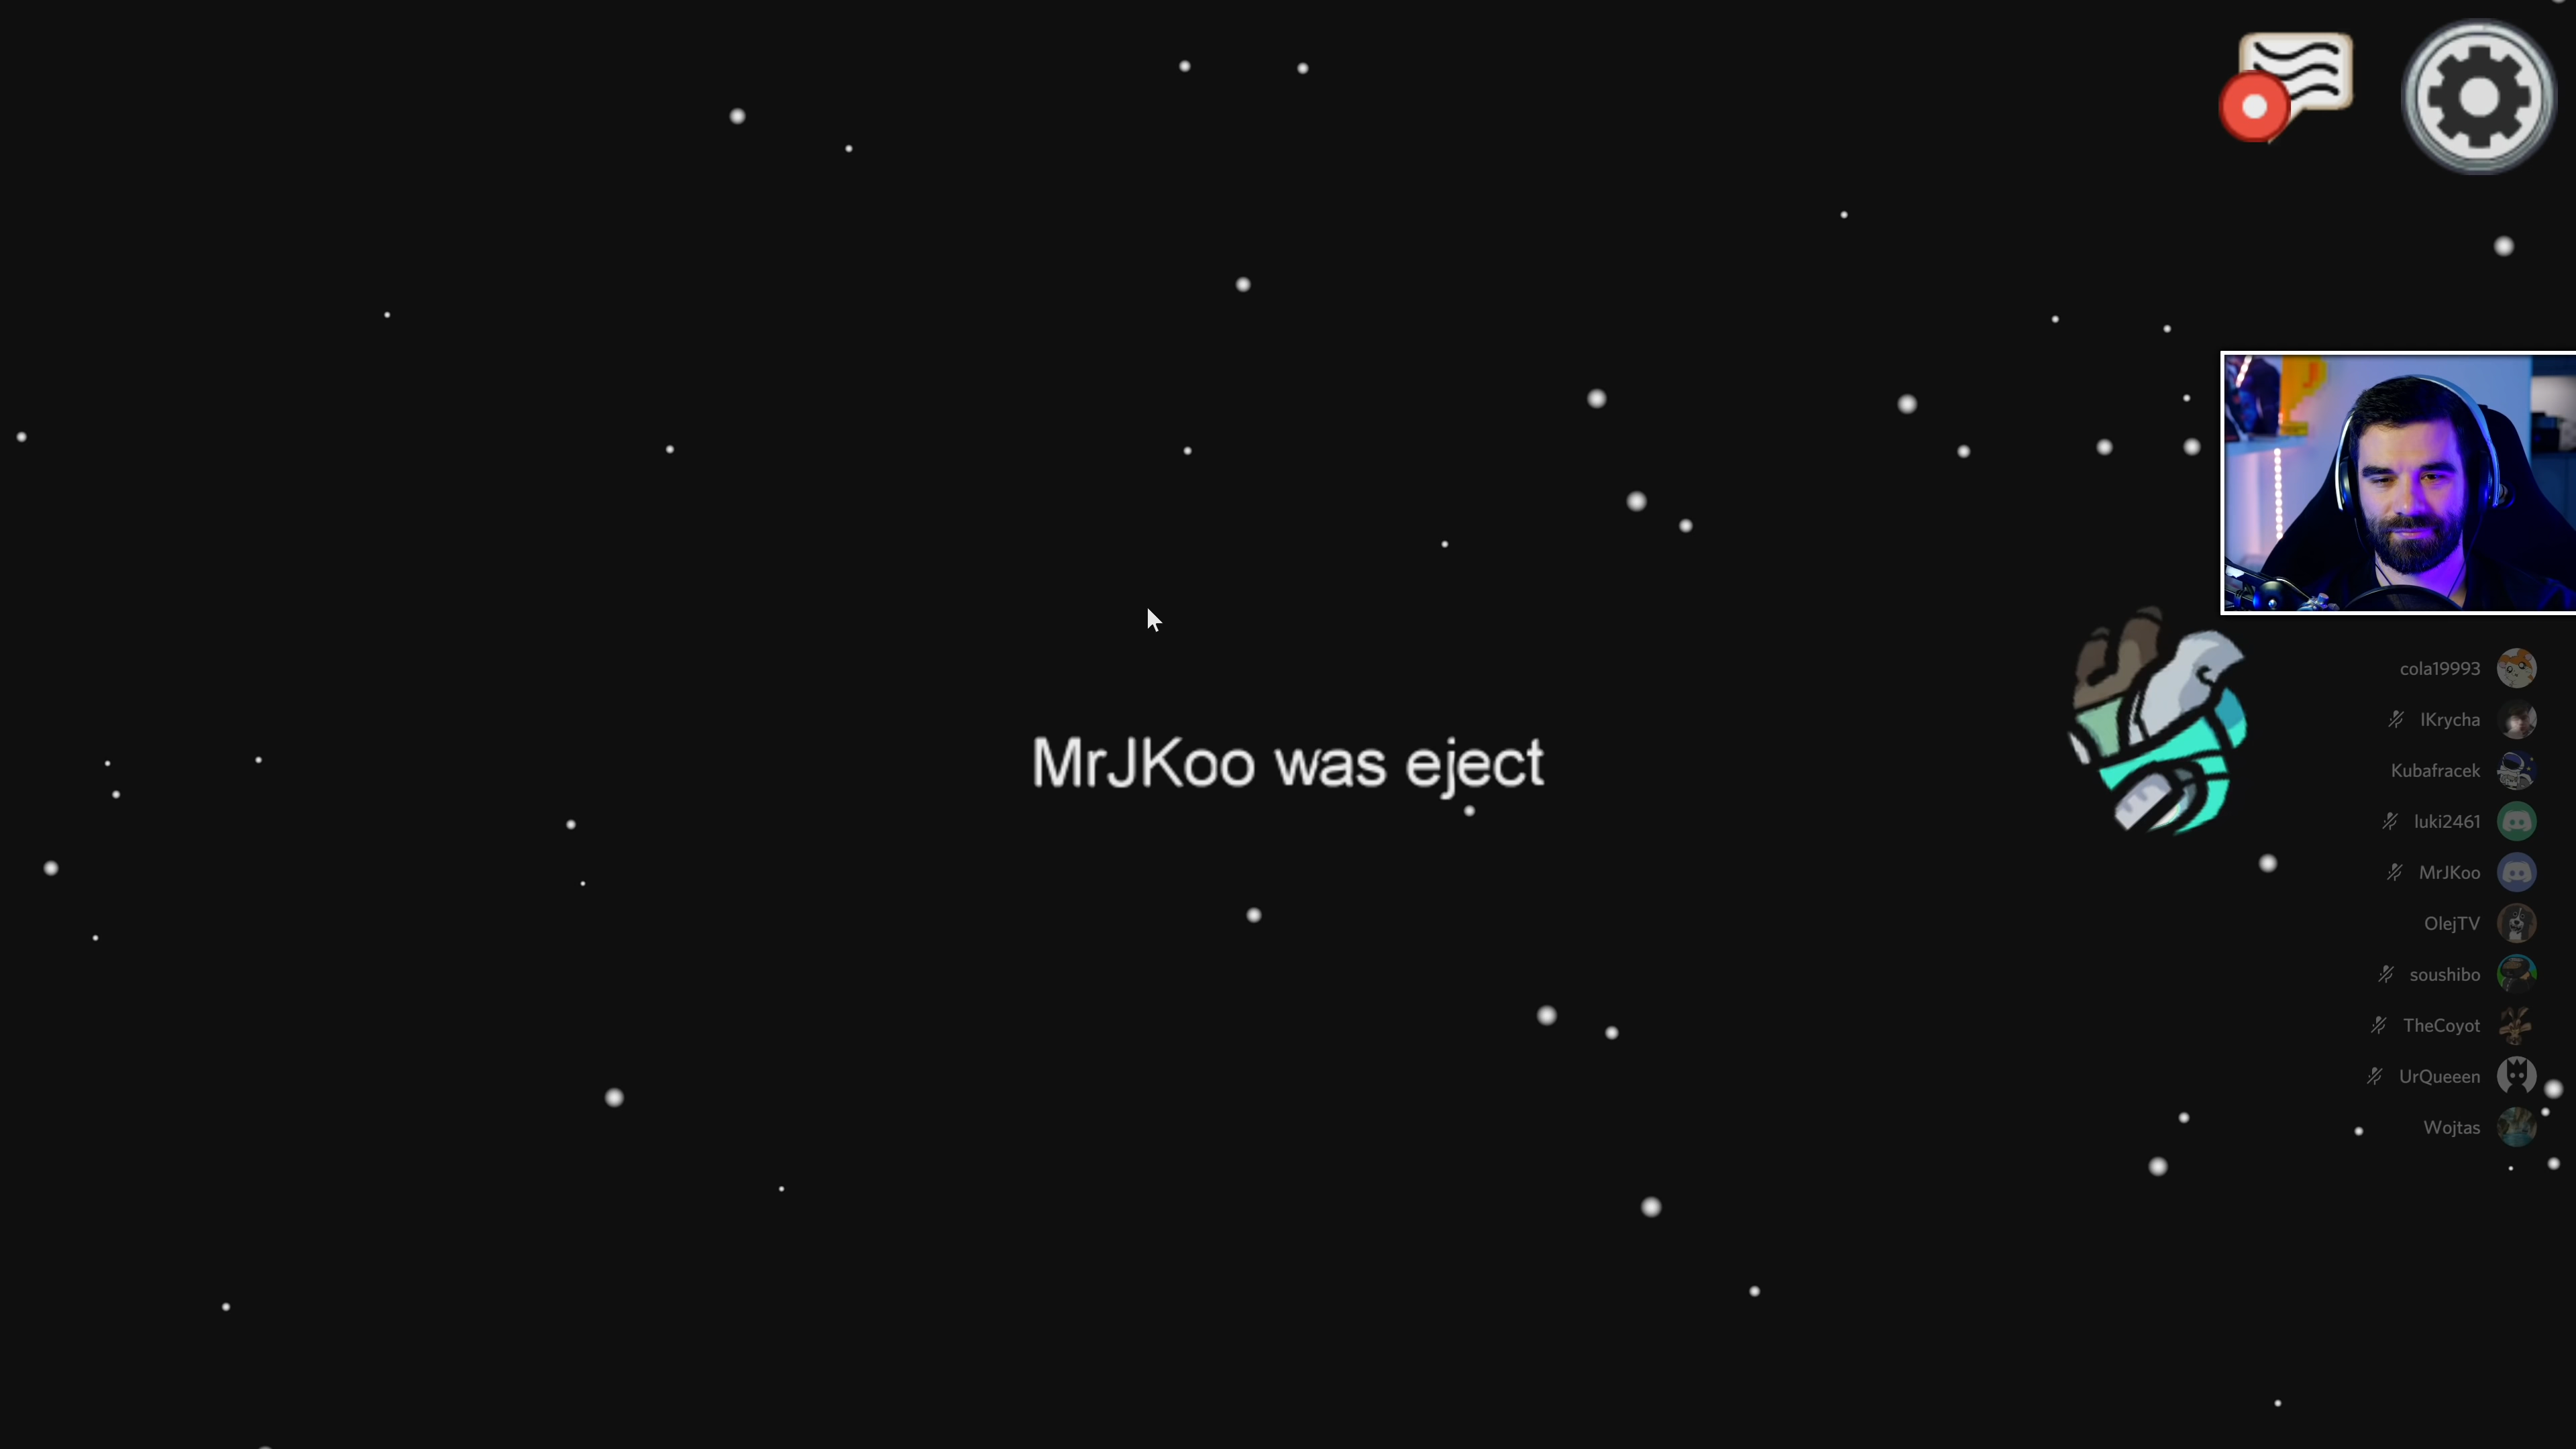 MrJKoo was eject
cola19993
IKrycha
Kubafracek
luki2461
MrJKoo
OlejTV
soushibo
TheCoyot
UrQueeen
Wojtas